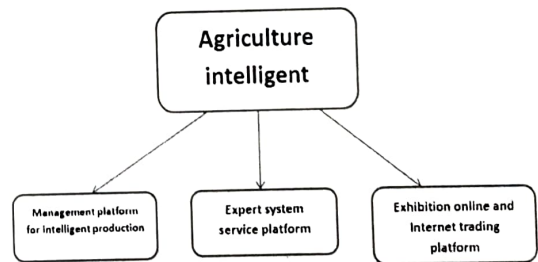 Agriculture
intelligent
Management platform
for intelligent production
Expert system
service platform
Exhibition online and
Internet trading
platform